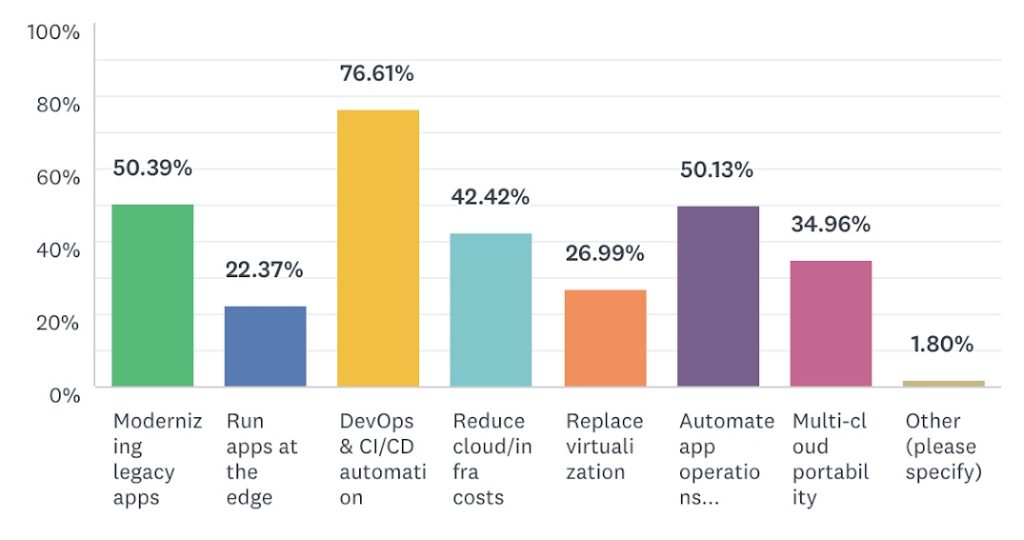 100%
80%
60%
40%
20%
0%
50.39%
22.37%
76.61%
42.42%
26.99%
50.13%
34.96%
1.80%
Moderniz
ing
legacy
apps
Run
apps at
the
edge
DevOps
& CI/CD
automati
on
Reduce
cloud/in
fra
costs
Replace
virtuali
zation
Automate
app
operatio
ns...
Multi-cl
oud
portabil
ity
Other
(please
specify)